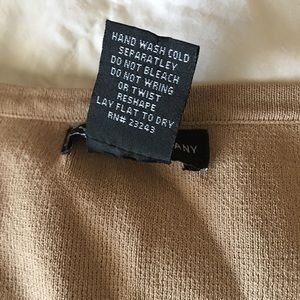 HAND WASH COLD
SEPARATLEY
DO NOT BLEACH
DO NOT WRING
OR TWIST
RESHAPE
LAY FLAT TO DRY
RN# 23243
ANY